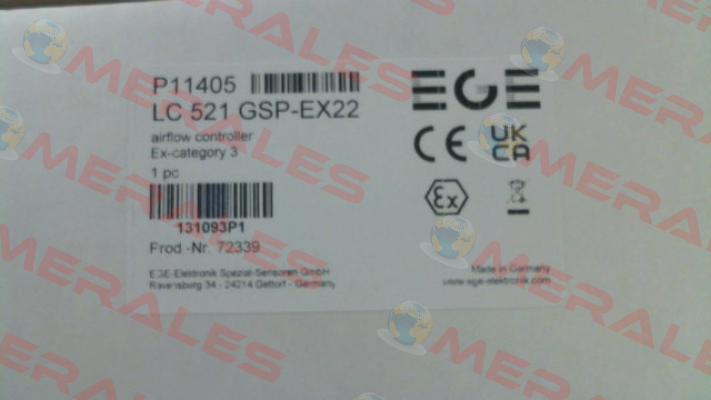 P11405
EGE
LC 521 GSP-EX22
airflow controller
Ex-category 3
1 pc
CE UK CA
Ex
131093P1
Prod.-Nr. 72339
EGE-Elektronik Spezial-Sensoren GmbH
Ravensburg 34 - 24214 Gettorf - Germany
Made in Germany
www.ege-elektronik.com
MERALES
MERALES
MERALES
MERALES
MERALES
MERALES